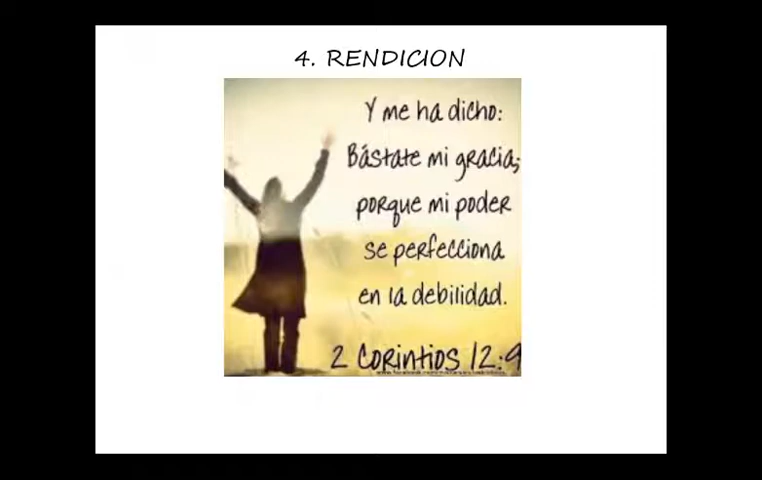 4. RENDICION
Y me ha dicho:
Bástate mi gracia;
porque mi poder
se perfecciona
en la debilidad.
2 Corintios 12:9